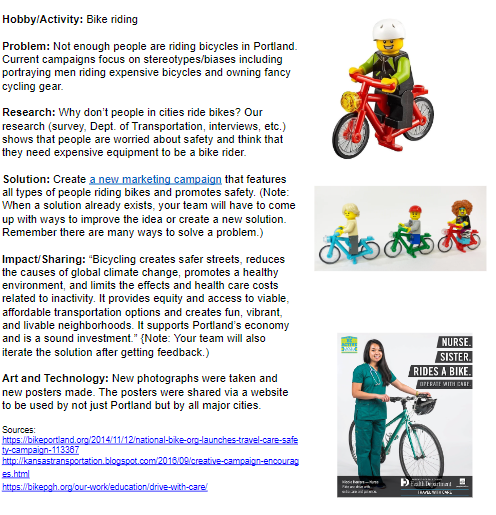 Hobby/Activity: Bike riding
Problem: Not enough people are riding bicycles in Portland.
Current campaigns focus on stereotypes/biases including
portraying men riding expensive bicycles and owning fancy
cycling gear.
Research: Why don't people in cities ride bikes? Our
research (survey, Dept. of Transportation, interviews, etc.)
shows that people are worried about safety and think that
they need expensive equipment to be a bike rider.
Solution: Create a new marketing campaign that features
all types of people riding bikes and promotes safety. (Note:
When a solution already exists, your team will have to come
up with ways to improve the idea or create a new solution.
Remember there are many ways to solve a problem.)
Impact/Sharing: “Bicycling creates safer streets, reduces
the causes of global climate change, promotes a healthy
environment, and limits the effects and health care costs
related to inactivity. It provides equity and access to viable,
affordable transportation options and creates fun, vibrant,
and livable neighborhoods. It supports Portland's economy
and is a sound investment.” {Note: Your team will also
iterate the solution after getting feedback.)
Art and Technology: New photographs were taken and
new posters made. The posters were shared via a website
to be used by not just Portland but by all major cities.
Sources:
https://bikeportland.org/2014/11/12/national-bike-org-launches-travel-care-safe
ty-campaign-113367
http://kansastransportation.blogspot.com/2016/09/creative-campaign-encourag
es.html
https://bikepgh.org/our-work/education/drive-with-care/
NURSE.
SISTER.
RIDES A BIKE.
OPERATE WITH CARE.
Health Department
TRAVEL WITH CARE